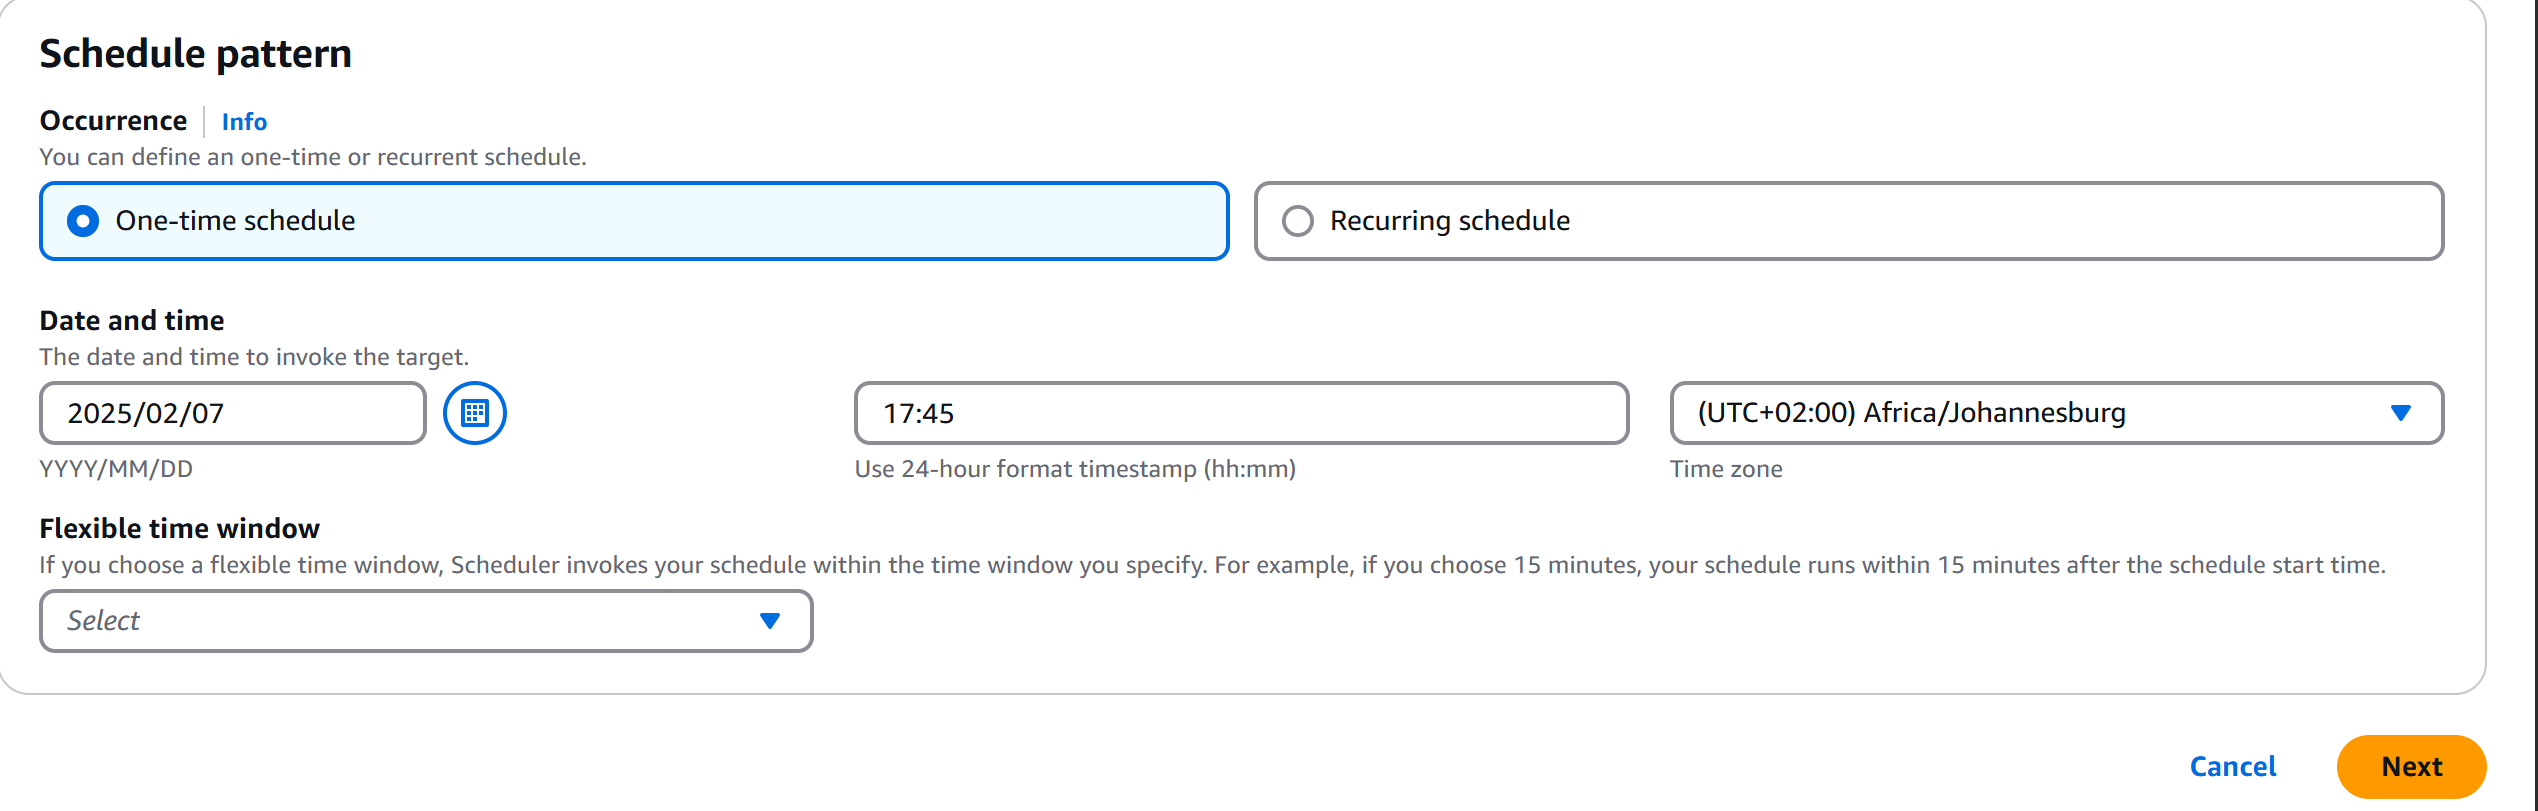 Schedule pattern
Occurrence Info
You can define an one-time or recurrent schedule.
One-time schedule
Recurring schedule
Date and time
The date and time to invoke the target.
2025/02/07
17:45
(UTC+02:00) Africa/Johannesburg
YYYY/MM/DD
Use 24-hour format timestamp (hh:mm)
Time zone
Flexible time window
If you choose a flexible time window, Scheduler invokes your schedule within the time window you specify. For example, if you choose 15 minutes, your schedule runs within 15 minutes after the schedule start time.
Select
Cancel
Next